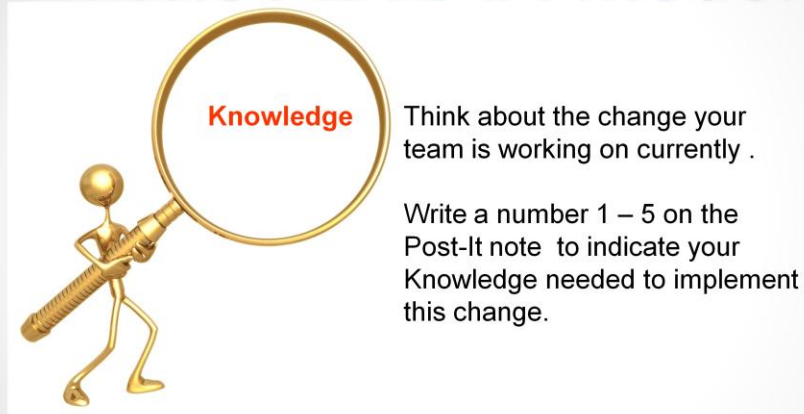 Knowledge
Think about the change your
team is working on currently .
Write a number 1 – 5 on the
Post-It note  to indicate your
Knowledge needed to implement
this change.